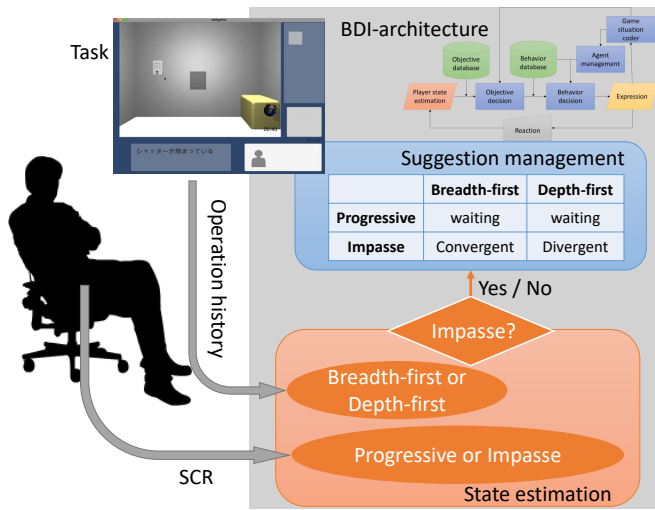 Task
BDI-architecture
Game
situation
coder
Objective
database
Behavior
database
Agent
management
Player state
estimation
Objective
decision
Behavior
decision
Expression
Reaction
シャッターが閉まっている
Suggestion management
Breadth-first
Depth-first
Progressive
waiting
waiting
Impasse
Convergent
Divergent
Operation history
Yes / No
Impasse?
Breadth-first or
Depth-first
Progressive or Impasse
SCR
State estimation